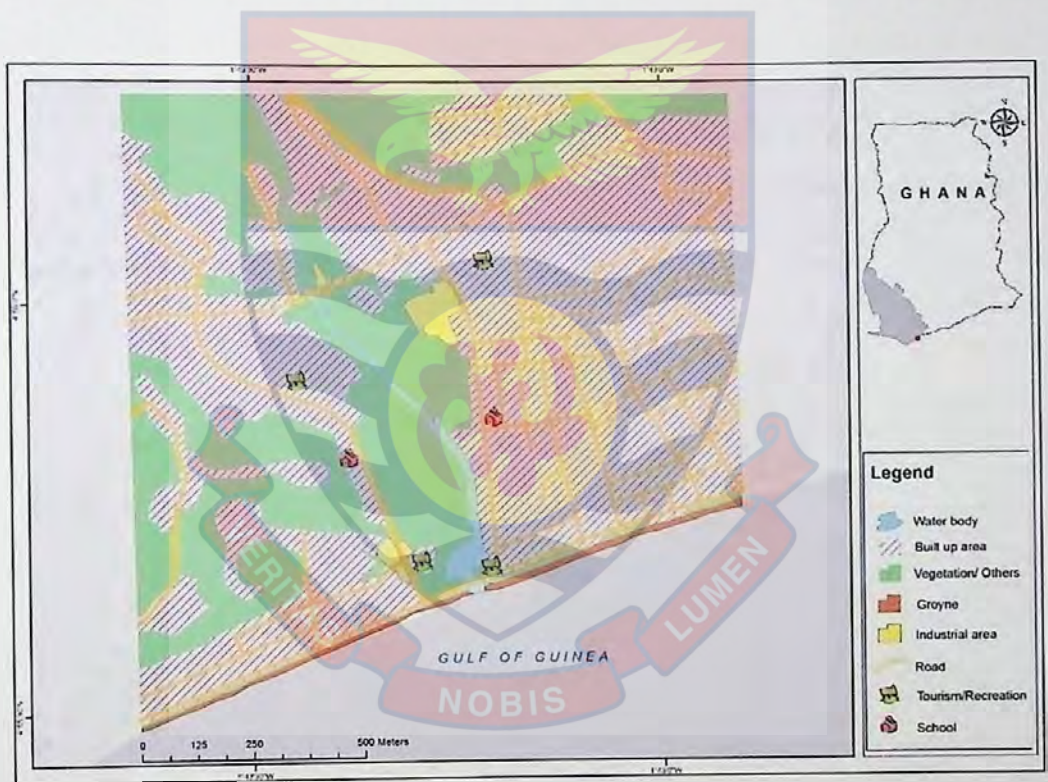 GHANA
N
S
GULF OF GUINEA
0 125 250 500 Meters
Legend
Water body
Built up area
Vegetation/ Others
Groyne
Industrial area
Road
Tourism/Recreation
School
NOBIS
LUMEN